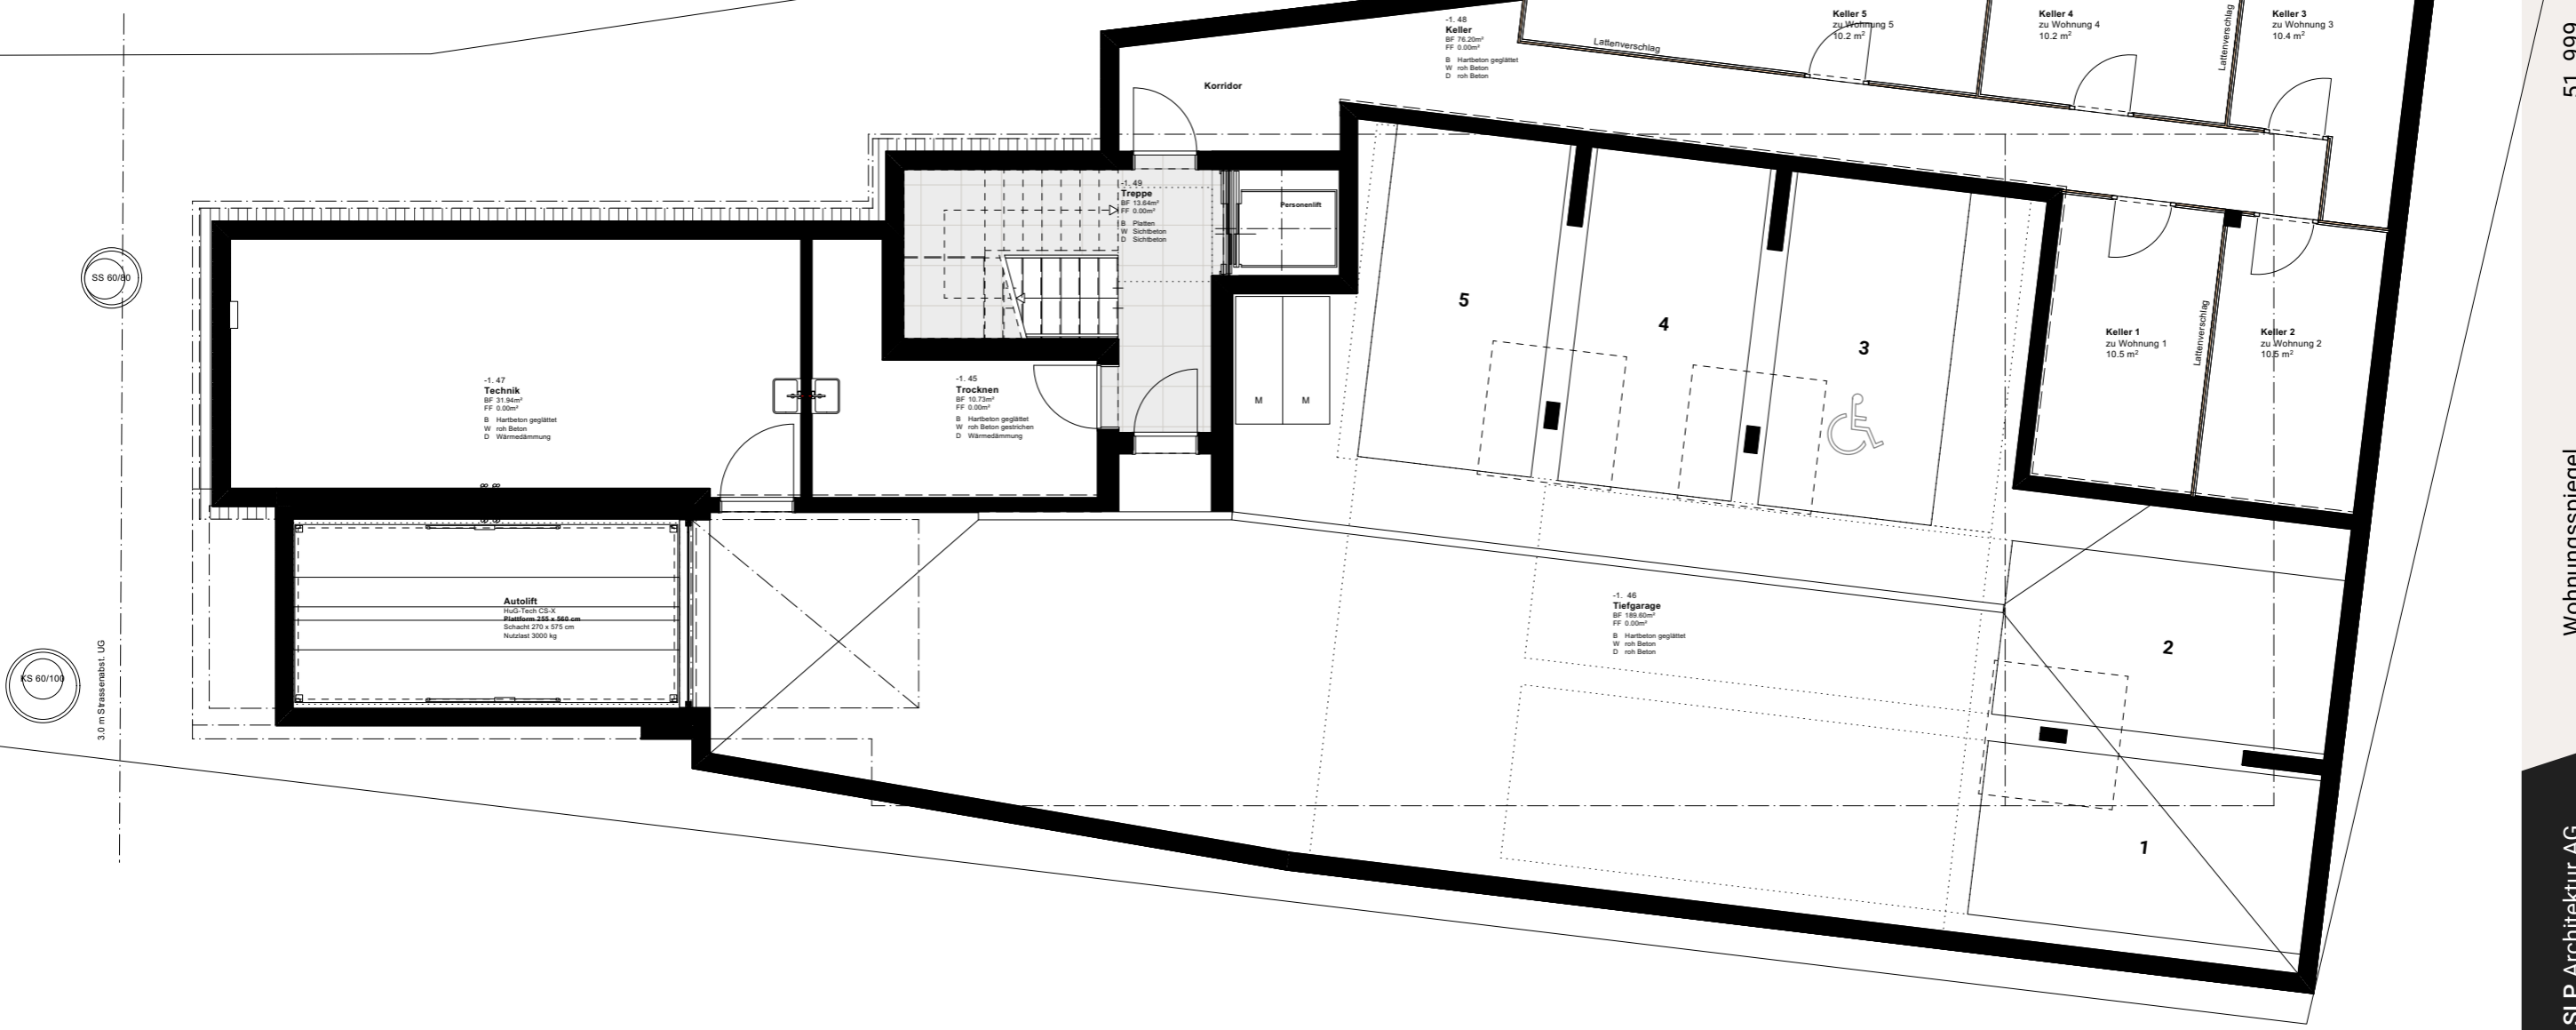 -1. 48
Keller
BF 76.20m²
FF 0.00m²
B Hartbeton geglättet
W roh Beton
D roh Beton
Korridor
Lattenverschlag
Keller 5
zu Wohnung 5
10.2 m²
Keller 4
zu Wohnung 4
10.2 m²
Lattenverschlag
Keller 3
zu Wohnung 3
10.4 m²
-1. 49
Treppe
BF 13.64m²
FF 0.00m²
B Platten
W Sichtbeton
D Sichtbeton
Personenlift
SS 60/80
KS 60/100
3.0 m Strassenabst. UG
-1. 47
Technik
BF 31.94m²
FF 0.00m²
B Hartbeton geglättet
W roh Beton
D Wärmedämmung
-1. 45
Trocknen
BF 10.73m²
FF 0.00m²
B Hartbeton geglättet
W roh Beton gestrichen
D Wärmedämmung
M M
5
4
3
Keller 1
zu Wohnung 1
10.5 m²
Lattenverschlag
Keller 2
zu Wohnung 2
10.5 m²
Autolift
HuG-Tech CS-X
Plattform 255 x 560 cm
Schacht 270 x 575 cm
Nutzlast 3000 kg
-1. 46
Tiefgarage
BF 189.60m²
FF 0.00m²
B Hartbeton geglättet
W roh Beton
D roh Beton
2
1
51 999
Wohnungsspiegel
SLP Architektur AG